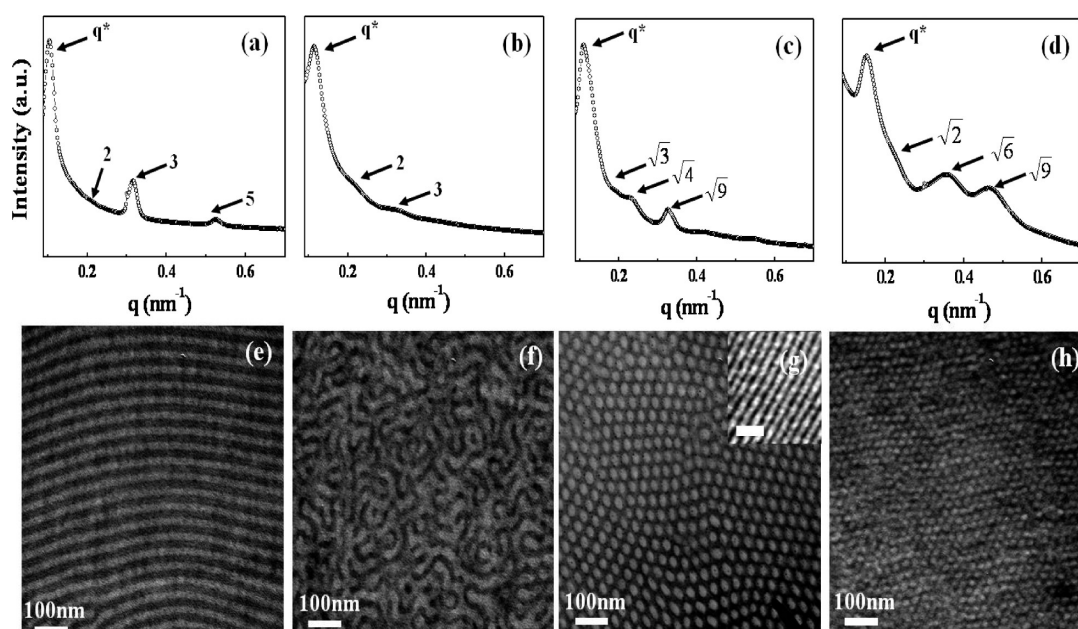 Intensity (a.u.)
q*
(a)
2
3
5
0.2
0.4
0.6
q (nm⁻¹)
q*
(b)
2
3
0.2
0.4
0.6
q (nm⁻¹)
q*
(c)
√3
√4
√9
0.2
0.4
0.6
q (nm⁻¹)
q*
(d)
√2
√6
√9
0.2
0.4
0.6
q (nm⁻¹)
(e)
100nm
(f)
100nm
(g)
100nm
(h)
100nm